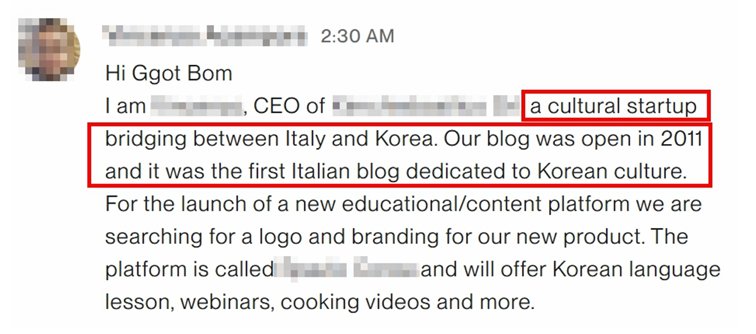 2:30 AM
Hi Ggot Bom
I am , CEO of a cultural startup
bridging between Italy and Korea. Our blog was open in 2011
and it was the first Italian blog dedicated to Korean culture.
For the launch of a new educational/content platform we are
searching for a logo and branding for our new product. The
platform is called and will offer Korean language
lesson, webinars, cooking videos and more.